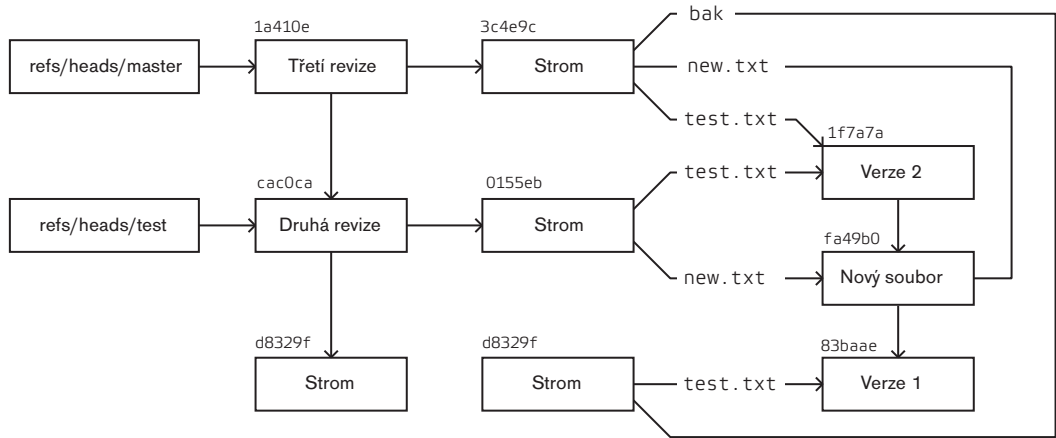 bak
1a410e
3c4e9c
refs/heads/master
Třetí revize
Strom
new.txt
test.txt
1f7a7a
cac0ca
0155eb
test.txt
Verze 2
refs/heads/test
Druhá revize
Strom
fa49b0
new.txt
Nový soubor
d8329f
d8329f
83baae
Strom
Strom
test.txt
Verze 1